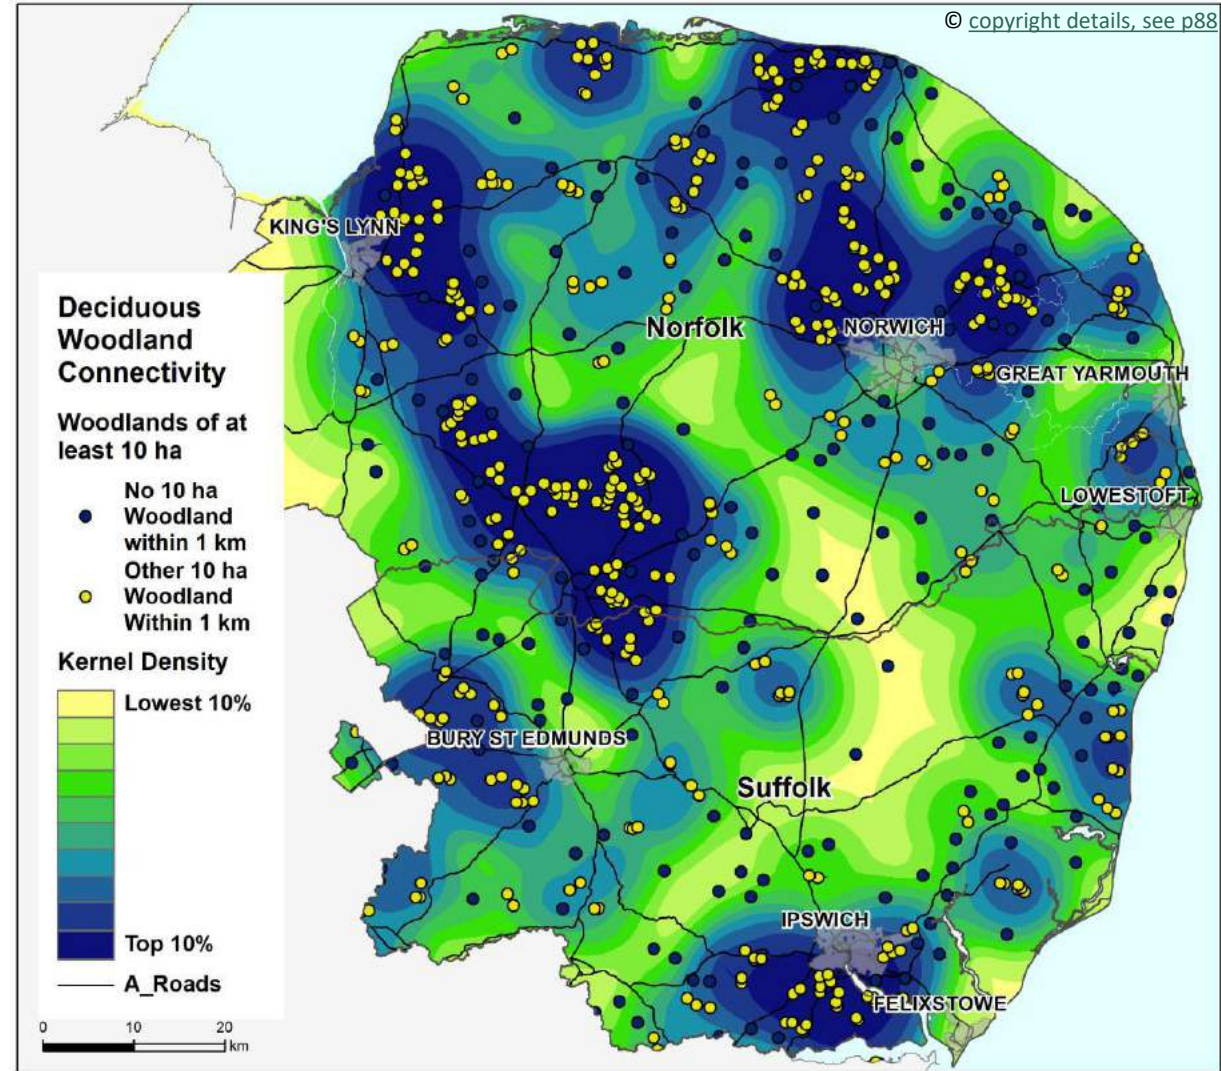 © copyright details, see p88
KING'S LYNN
Norfolk
NORWICH
GREAT YARMOUTH
LOWESTOFT
BURY ST EDMUNDS
Suffolk
IPSWICH
FELIXSTOWE
Deciduous
Woodland
Connectivity
Woodlands of at
least 10 ha
No 10 ha
Woodland
within 1 km
Other 10 ha
Woodland
Within 1 km
Kernel Density
Lowest 10%
Top 10%
A_Roads
0 10 20
km